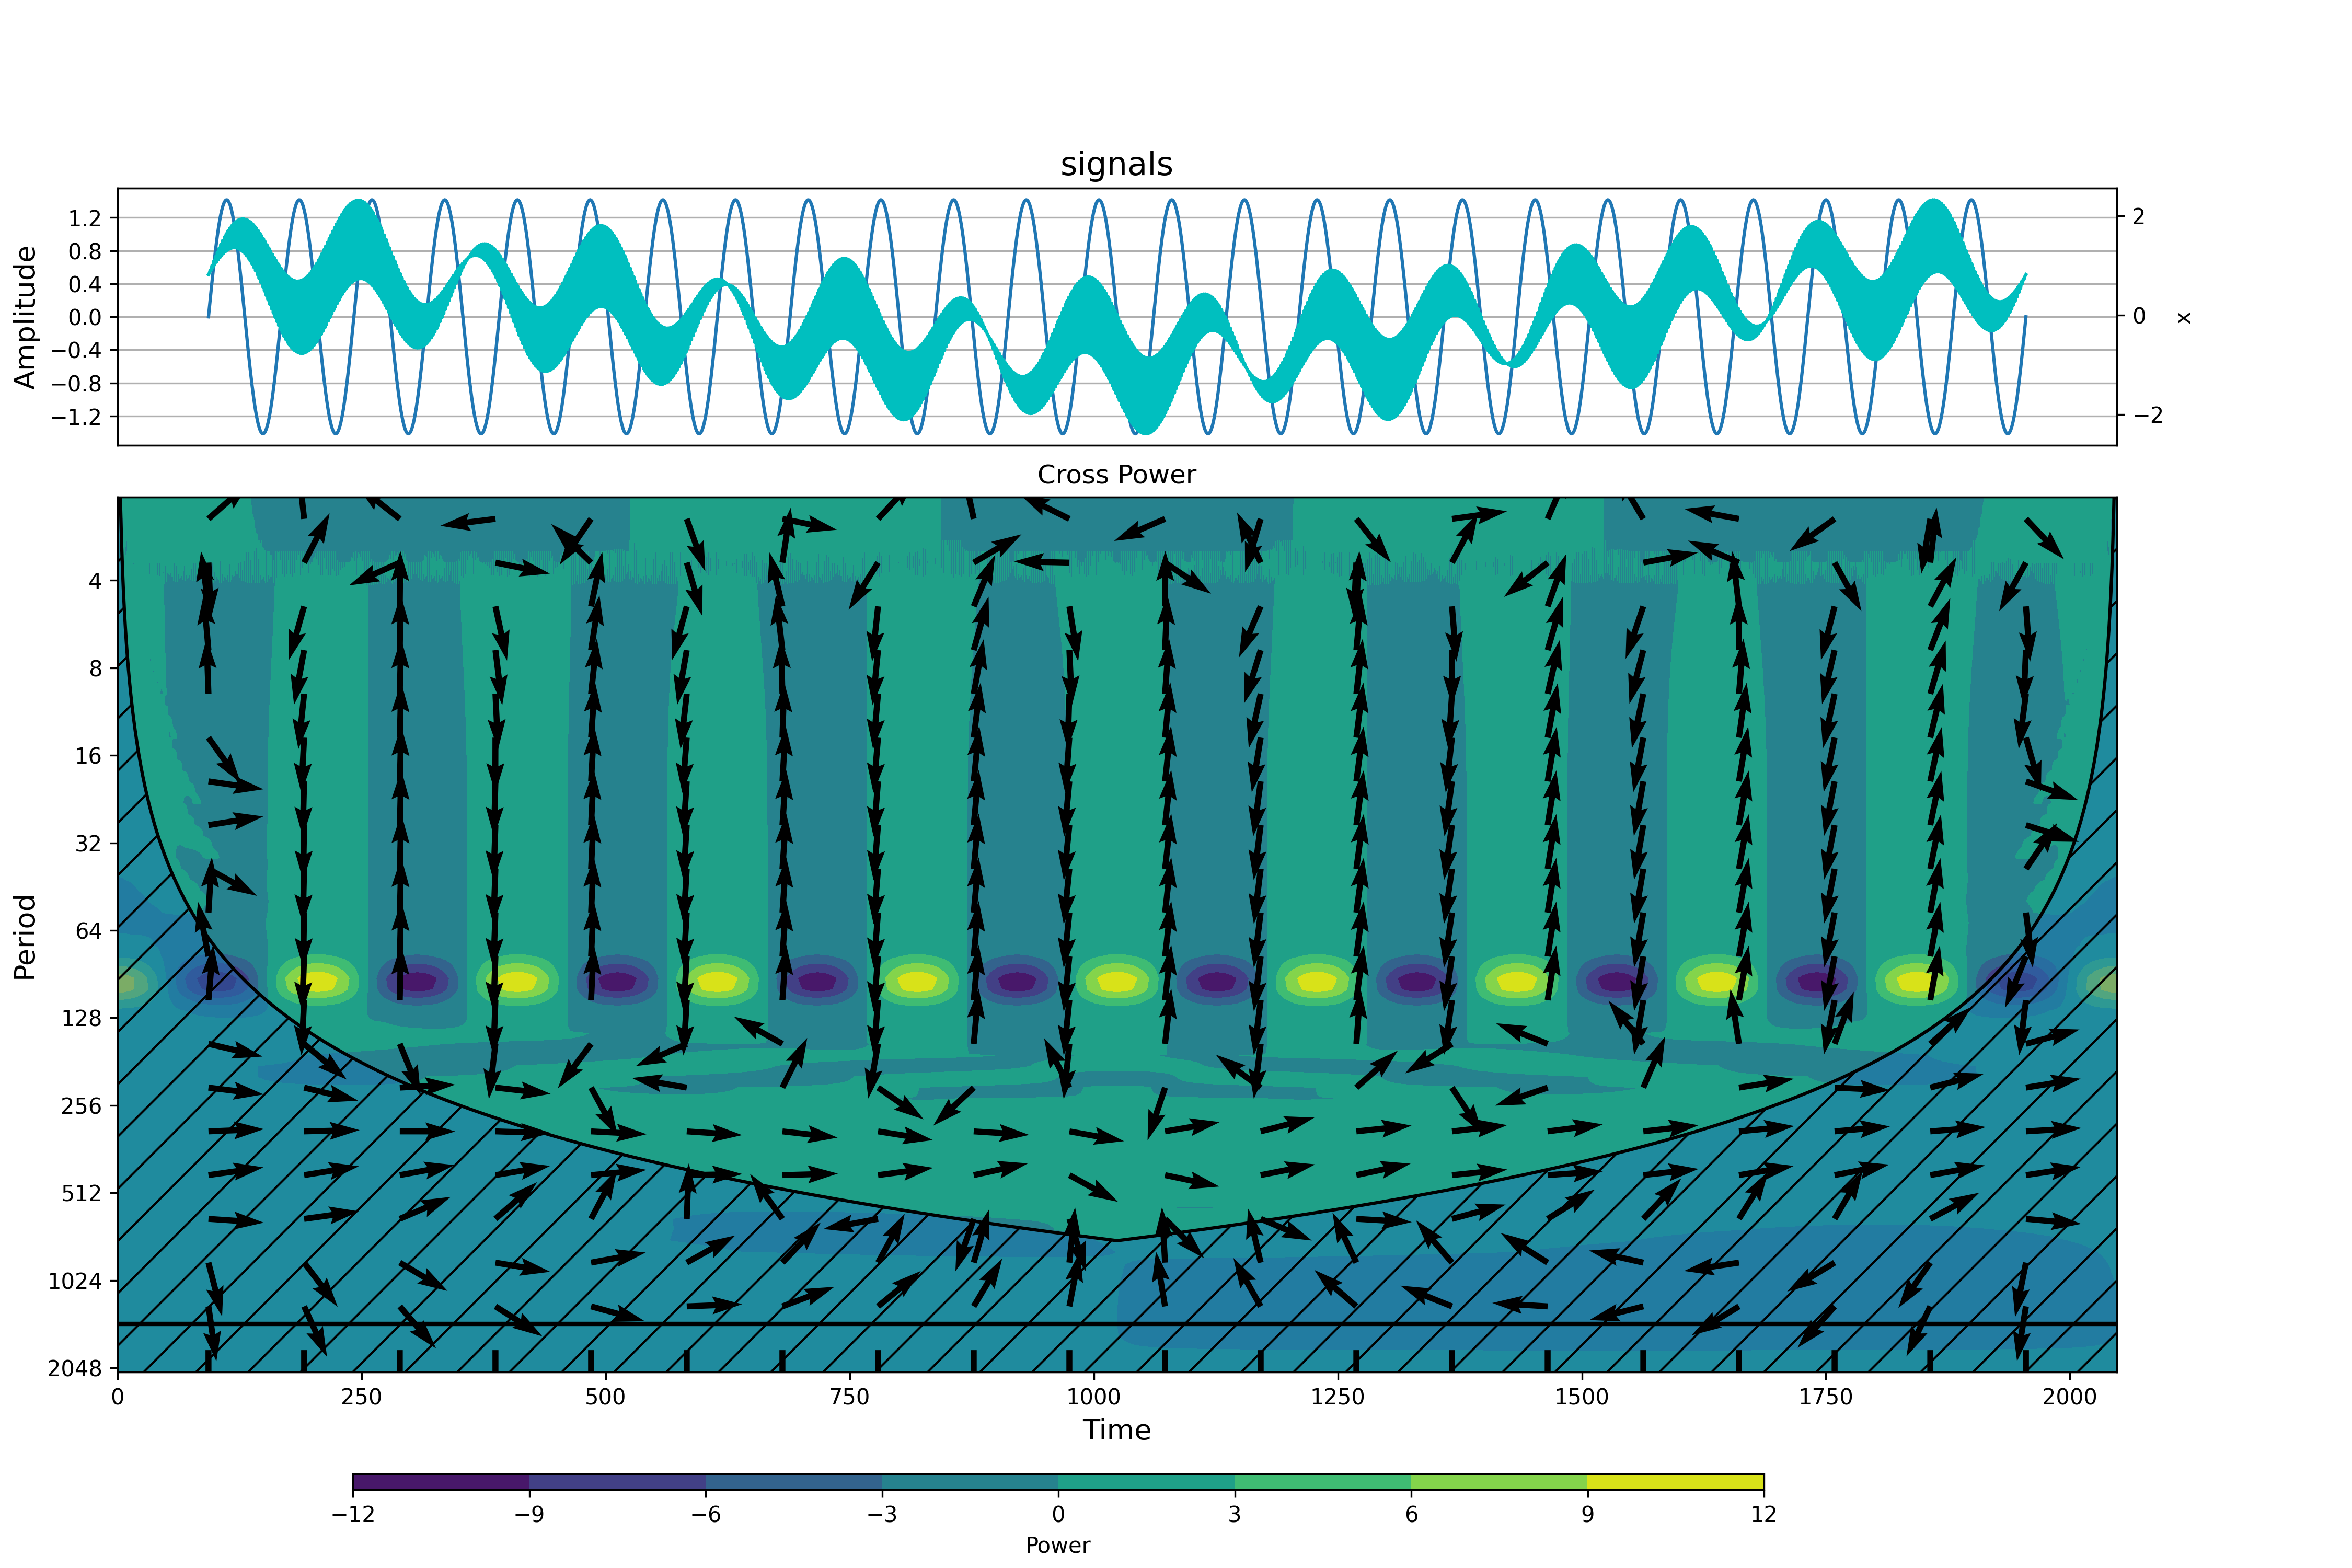 signals
Amplitude
1.2
0.8
0.4
0.0
−0.4
−0.8
−1.2
2
0
−2
x
Cross Power
Period
4
8
16
32
64
128
256
512
1024
2048
0 250 500 750 1000 1250 1500 1750 2000
Time
−12 −9 −6 −3 0 3 6 9 12
Power